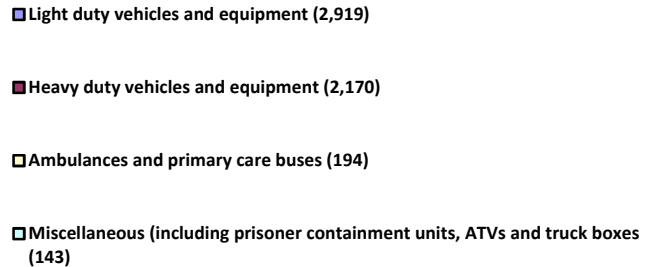 Light duty vehicles and equipment (2,919)
Heavy duty vehicles and equipment (2,170)
Ambulances and primary care buses (194)
Miscellaneous (including prisoner containment units, ATVs and truck boxes
(143)